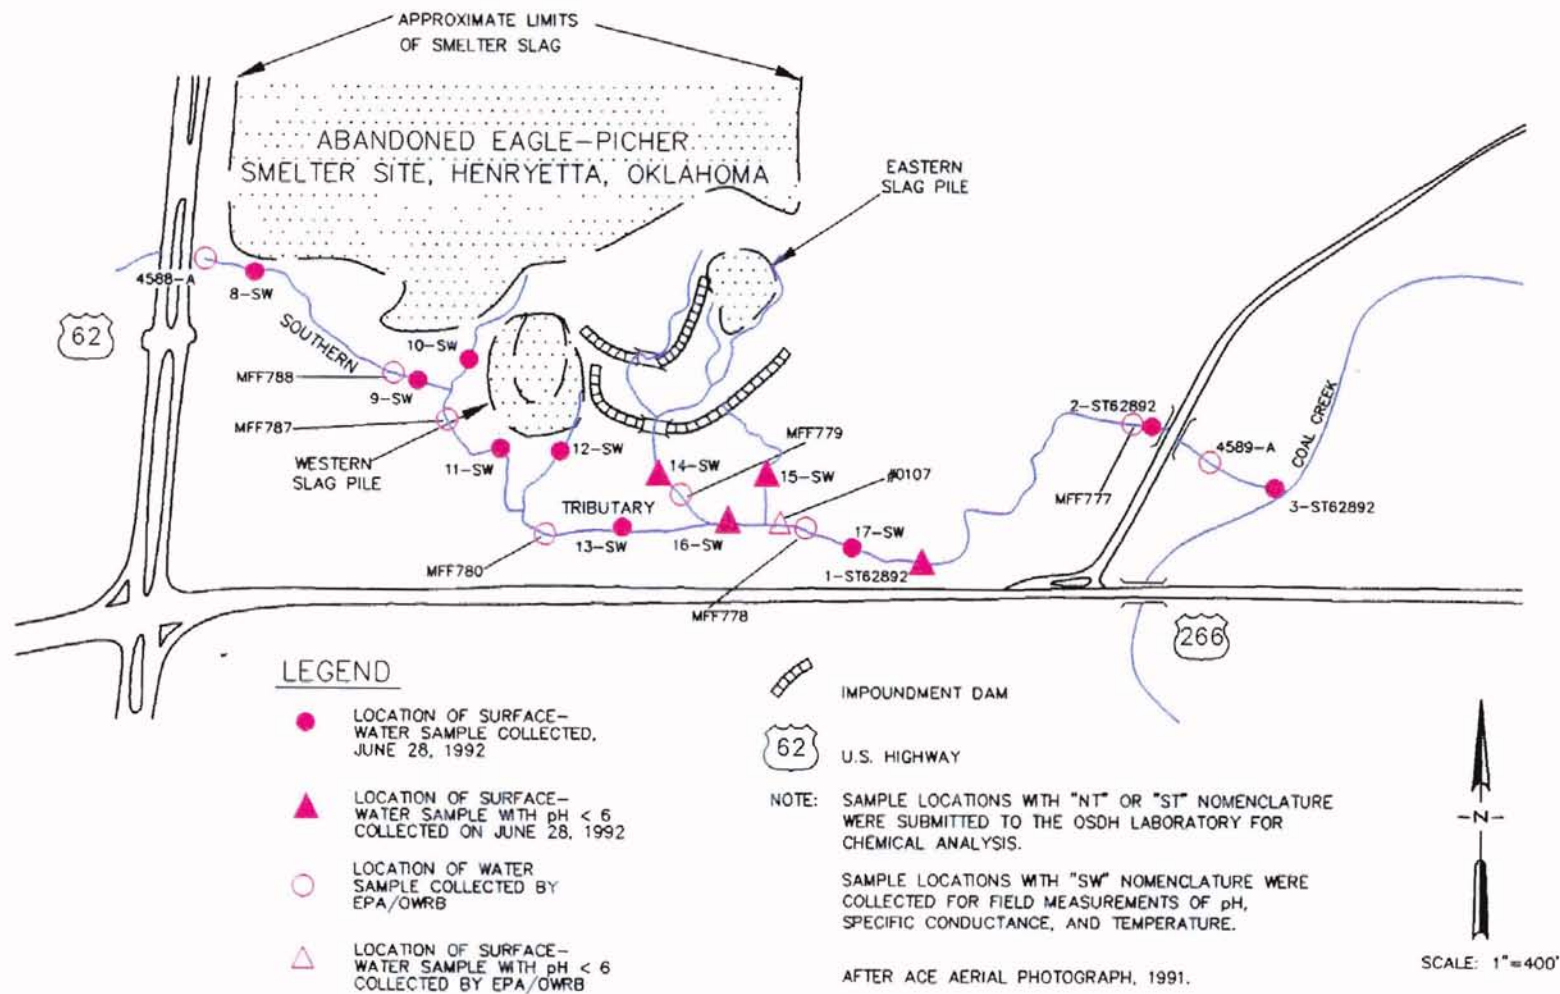 APPROXIMATE LIMITS
OF SMELTER SLAG
ABANDONED EAGLE-PICHER
SMELTER SITE, HENRYETTA, OKLAHOMA
EASTERN
SLAG PILE
4588-A
8-SW
62
SOUTHERN
10-SW
MFF788
9-SW
MFF787
11-SW
12-SW
WESTERN
SLAG PILE
MFF779
14-SW
15-SW
#0107
TRIBUTARY
13-SW
16-SW
17-SW
MFF780
1-ST62892
MFF778
2-ST62892
4589-A
MFF777
COAL CREEK
3-ST62892
266
LEGEND
LOCATION OF SURFACE-
WATER SAMPLE COLLECTED,
JUNE 28, 1992
LOCATION OF SURFACE-
WATER SAMPLE WITH pH < 6
COLLECTED ON JUNE 28, 1992
LOCATION OF WATER
SAMPLE COLLECTED BY
EPA/OWRB
LOCATION OF SURFACE-
WATER SAMPLE WITH pH < 6
COLLECTED BY EPA/OWRB
IMPOUNDMENT DAM
62
U.S. HIGHWAY
NOTE: SAMPLE LOCATIONS WITH "NT" OR "ST" NOMENCLATURE
WERE SUBMITTED TO THE OSDH LABORATORY FOR
CHEMICAL ANALYSIS.
SAMPLE LOCATIONS WITH "SW" NOMENCLATURE WERE
COLLECTED FOR FIELD MEASUREMENTS OF pH,
SPECIFIC CONDUCTANCE, AND TEMPERATURE.
AFTER ACE AERIAL PHOTOGRAPH, 1991.
-N-
SCALE: 1"=400'